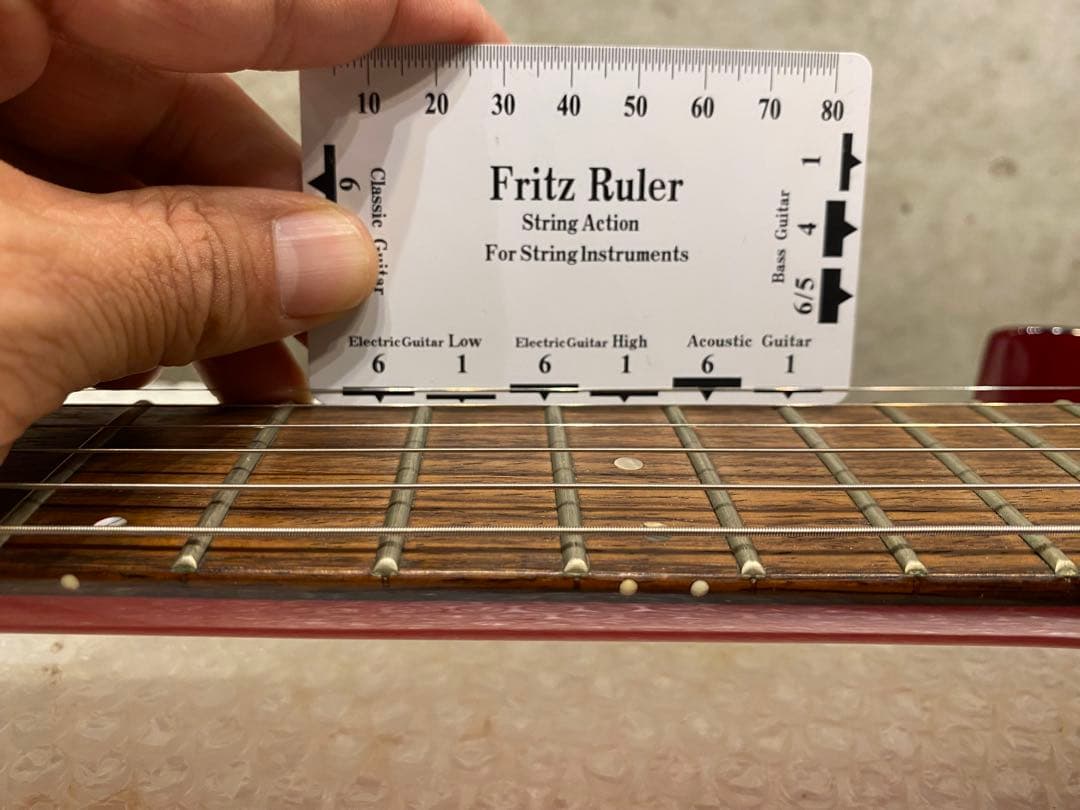 10 20 30 40 50 60 70 80
Fritz Ruler
String Action
For String Instruments
6
Classic Guitar
1
4
6/5
Bass Guitar
Electric Guitar Low
6 1
Electric Guitar High
6 1
Acoustic Guitar
6 1